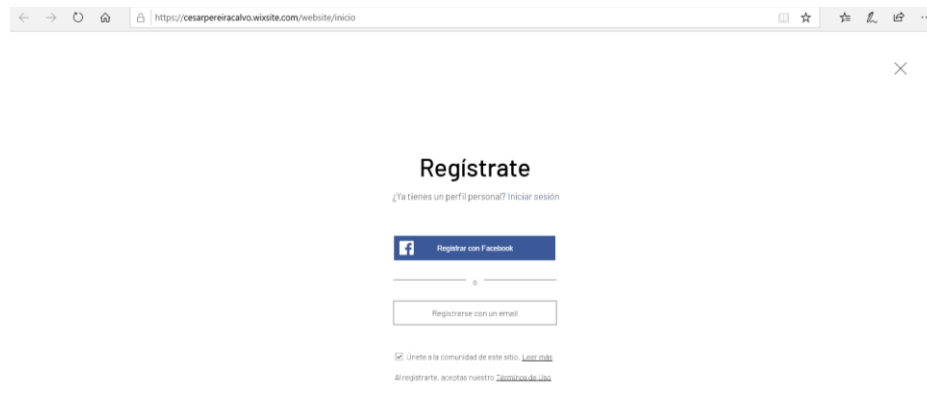 https://cesarpereiracalvo.wixsite.com/website/inicio
Regístrate
¿Ya tienes un perfil personal? Iniciar sesión
Registrar con Facebook
o
Registrarse con un email
Únete a la comunidad de este sitio. Leer más
Al registrarte, aceptas nuestro Términos de Uso